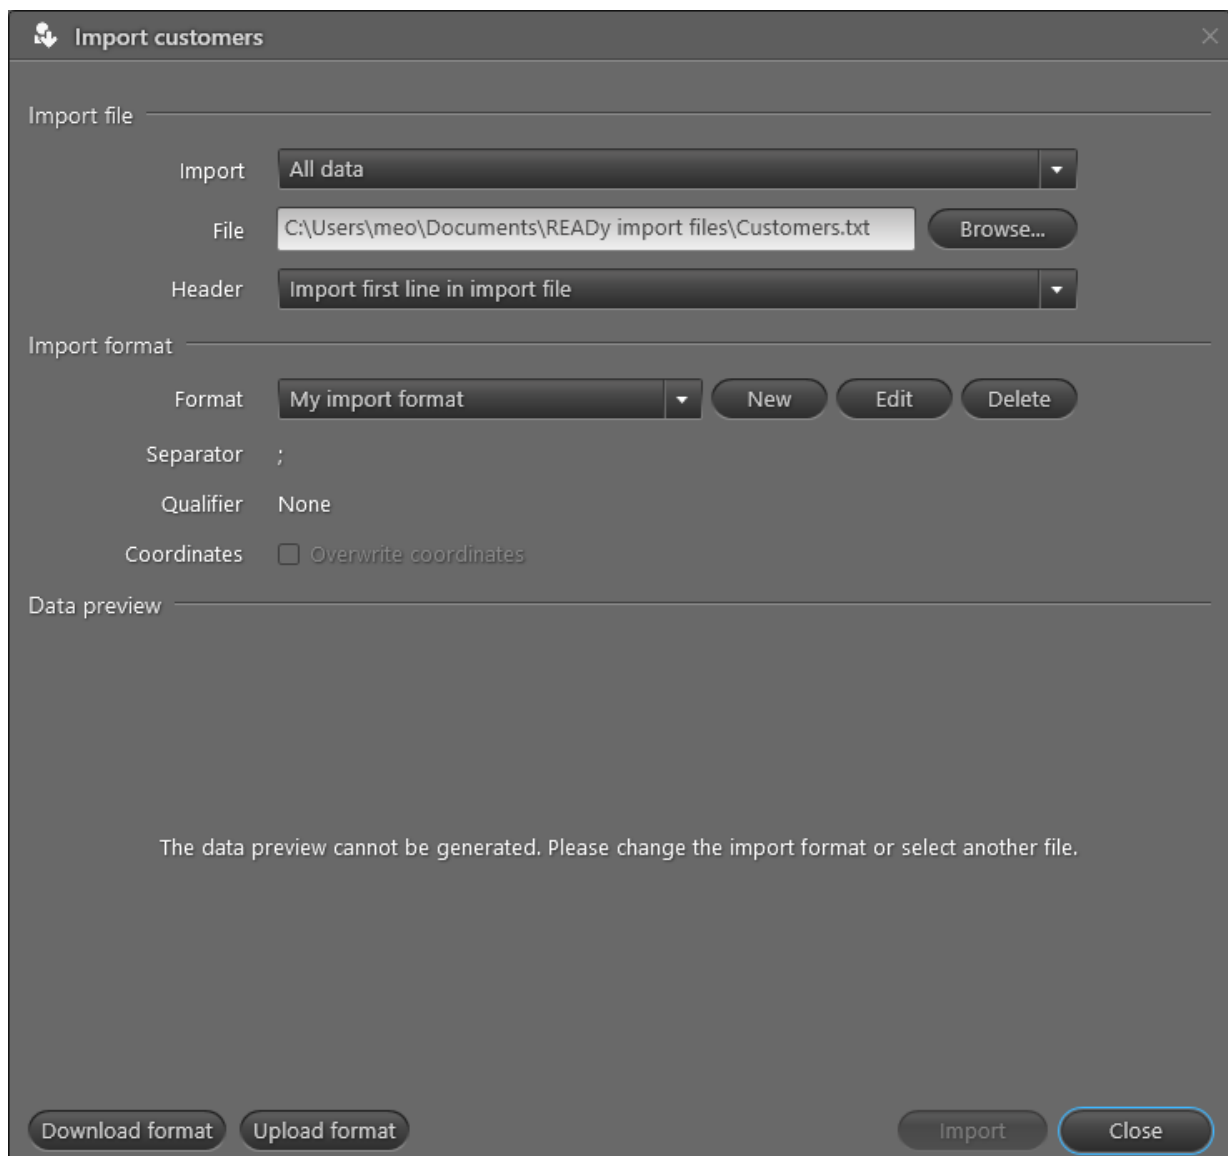 Import customers
Import file
Import All data
File C:\Users\meo\Documents\READy import files\Customers.txt Browse...
Header Import first line in import file
Import format
Format My import format New Edit Delete
Separator ;
Qualifier None
Coordinates Overwrite coordinates
Data preview
The data preview cannot be generated. Please change the import format or select another file.
Download format Upload format Import Close